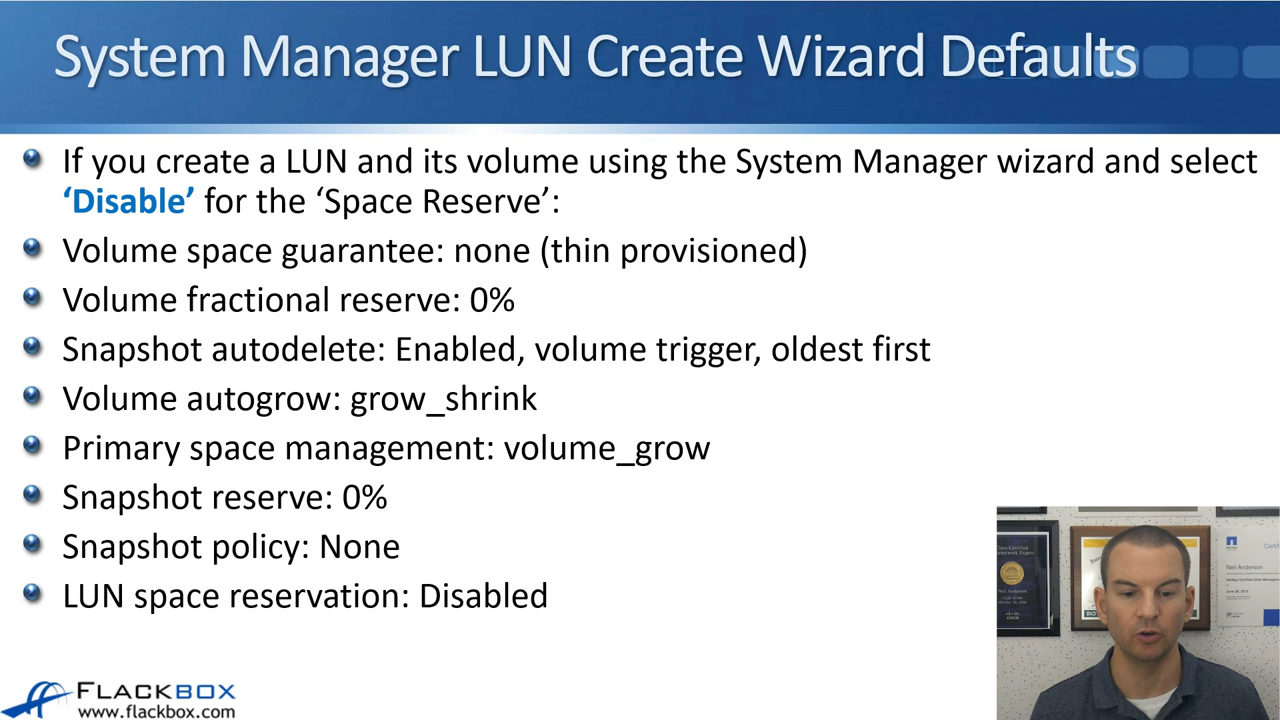 System Manager LUN Create Wizard Defaults
If you create a LUN and its volume using the System Manager wizard and select
‘Disable’ for the ‘Space Reserve’:
Volume space guarantee: none (thin provisioned)
Volume fractional reserve: 0%
Snapshot autodelete: Enabled, volume trigger, oldest first
Volume autogrow: grow_shrink
Primary space management: volume_grow
Snapshot reserve: 0%
Snapshot policy: None
LUN space reservation: Disabled
Neil Anderson
FLACKBOX
www.flackbox.com